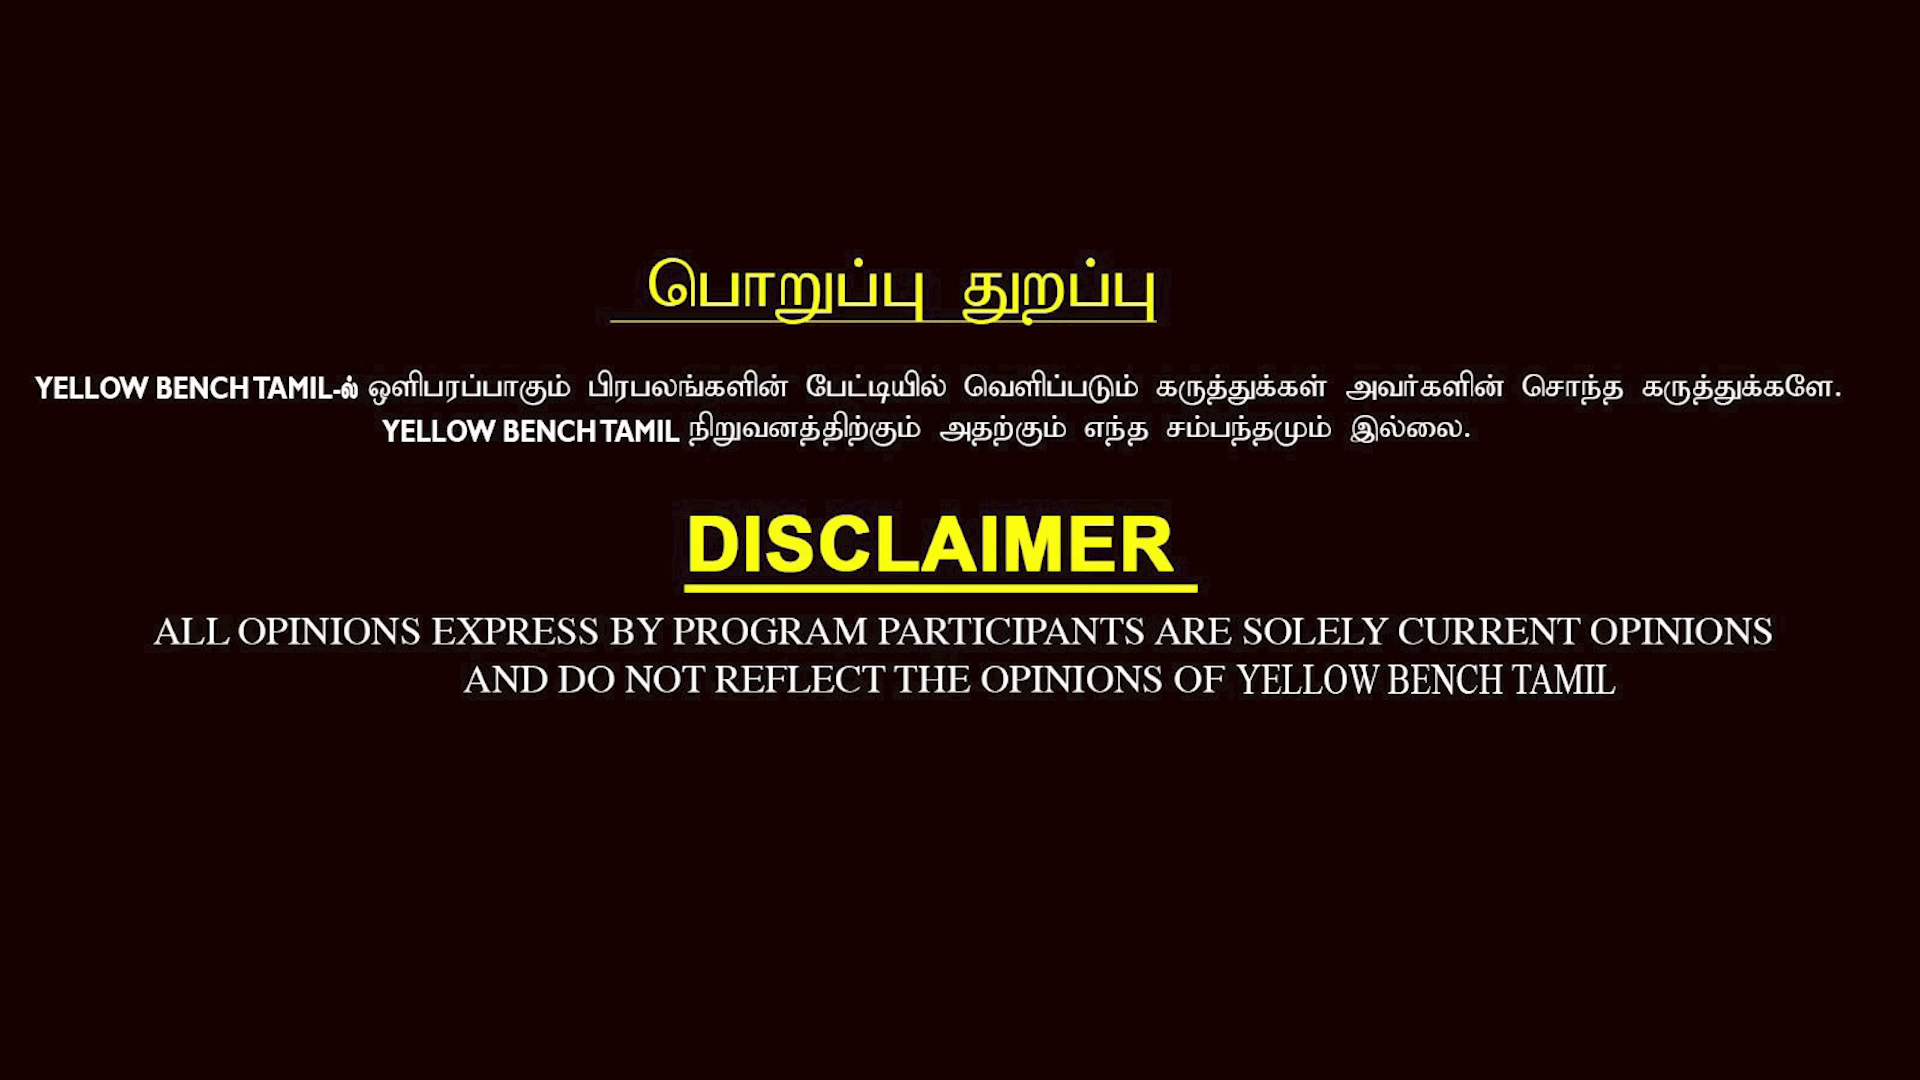 பொறுப்பு துறப்பு
YELLOW BENCH TAMIL-ல் ஒளிபரப்பாகும் பிரபலங்களின் பேட்டியில் வெளிப்படும் கருத்துக்கள் அவர்களின் சொந்த கருத்துக்களே.
YELLOW BENCH TAMIL நிறுவனத்திற்கும் அதற்கும் எந்த சம்பந்தமும் இல்லை.
DISCLAIMER
ALL OPINIONS EXPRESS BY PROGRAM PARTICIPANTS ARE SOLELY CURRENT OPINIONS
AND DO NOT REFLECT THE OPINIONS OF YELLOW BENCH TAMIL